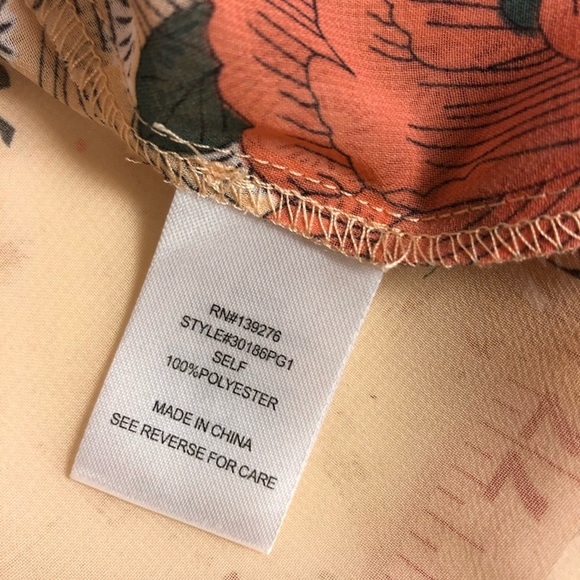 RN#139276
STYLE#30186PG1
SELF
100%POLYESTER
MADE IN CHINA
SEE REVERSE FOR CARE